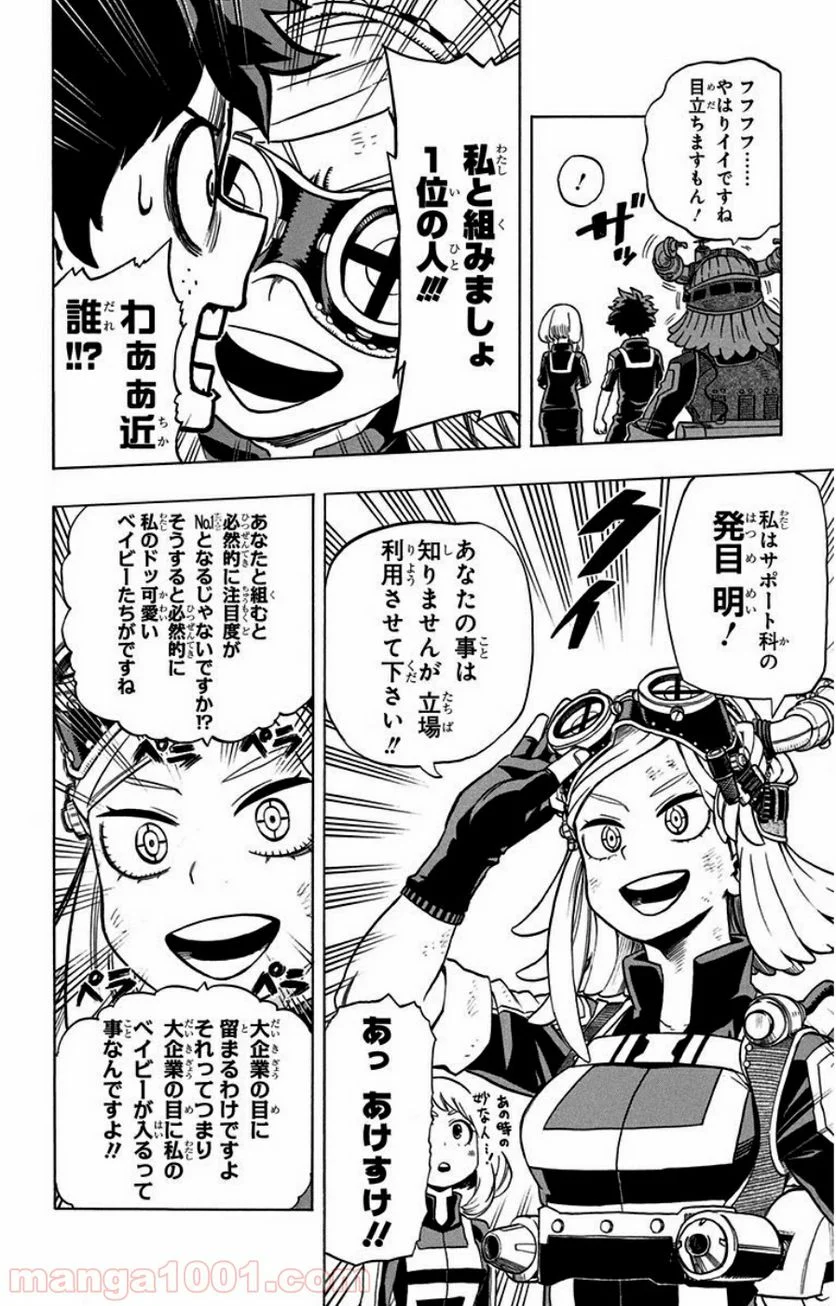 フフフフ……
やはりイイですね
目立ちますもん！
！
私と組みましょ
1位の人!!!
わぁぁ近
誰!!?
私はサポート科の
発目 明！
あなたの事は
知りませんが立場
利用させて下さい!!
あっ あけすけ!!
あの時の
妙な人…！
あなたと組むと
必然的に注目度が
No.1となるじゃないですか!?
そうすると必然的に
私のドッ可愛い
ベイビーたちがですね
ペラ
ペラ
ペラ
ペラ
大企業の目に
留まるわけですよ
それってつまり
大企業の目に私の
ベイビーが入るって
事なんですよ!!
manga1001.com